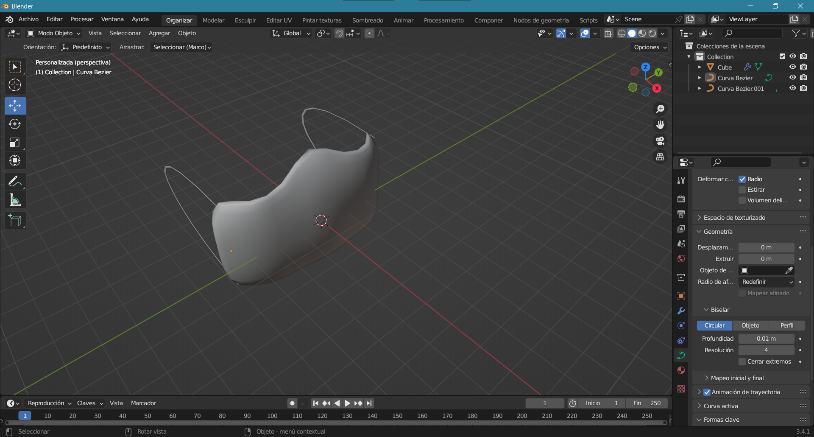 Blender
Archivo Editar Procesar Ventana Ayuda Organizar Modelar Esculpir Editar UV Pintar texturas Sombreado Animar Procesamiento Componer Nodos de geometría Scripts Scene ViewLayer
Modo Objeto Vista Seleccionar Agregar Objeto Global
Orientación: Predefinido Arrastrar: Seleccionar (Marco) Opciones
Personalizada (perspectiva)
(1) Collection | Curva Bezier
Z
Y
X
Colecciones de la escena
Collection
Cube
Curva Bezier
Curva Bezier.001
Deformar c... Radio
Estirar
Volumen deli...
Espacio de texturizado
Geometría
Desplazam... 0 m
Extruir 0 m
Objeto de ...
Radio de af... Redefinir
Mapear afinado
Biselar
Circular Objeto Perfil
Profundidad 0.01 m
Resolución 4
Cerrar extremos
Mapeo inicial y final
Animación de trayectoria
Curva activa
Formas clave
Reproducción Claves Vista Marcador 1 Inicio 1 Fin 250
1 10 20 30 40 50 60 70 80 90 100 110 120 130 140 150 160 170 180 190 200 210 220 230 240 250
Seleccionar Rotar vista Objeto - menú contextual 3.4.1